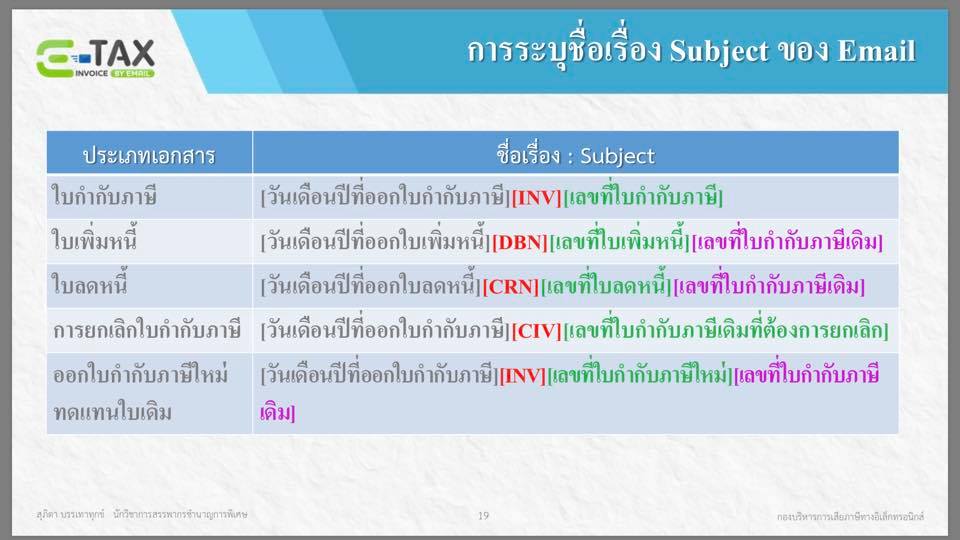 E-TAX
INVOICE BY EMAIL
การระบุชื่อเรื่อง Subject ของ Email
ประเภทเอกสาร ชื่อเรื่อง : Subject
ใบกำกับภาษี [วันเดือนปีที่ออกใบกำกับภาษี][INV][เลขที่ใบกำกับภาษี]
ใบเพิ่มหนี้ [วันเดือนปีที่ออกใบเพิ่มหนี้][DBN][เลขที่ใบเพิ่มหนี้][เลขที่ใบกำกับภาษีเดิม]
ใบลดหนี้ [วันเดือนปีที่ออกใบลดหนี้][CRN][เลขที่ใบลดหนี้][เลขที่ใบกำกับภาษีเดิม]
การยกเลิกใบกำกับภาษี [วันเดือนปีที่ออกใบกำกับภาษี][CIV][เลขที่ใบกำกับภาษีเดิมที่ต้องการยกเลิก]
ออกใบกำกับภาษีใหม่ [วันเดือนปีที่ออกใบกำกับภาษี][INV][เลขที่ใบกำกับภาษีใหม่][เลขที่ใบกำกับภาษี
ทดแทนใบเดิม เดิม]
สุภิตา บรรเทาทุกข์ นักวิชาการสรรพากรชำนาญการพิเศษ 19 กองบริหารการเสียภาษีทางอิเล็กทรอนิกส์